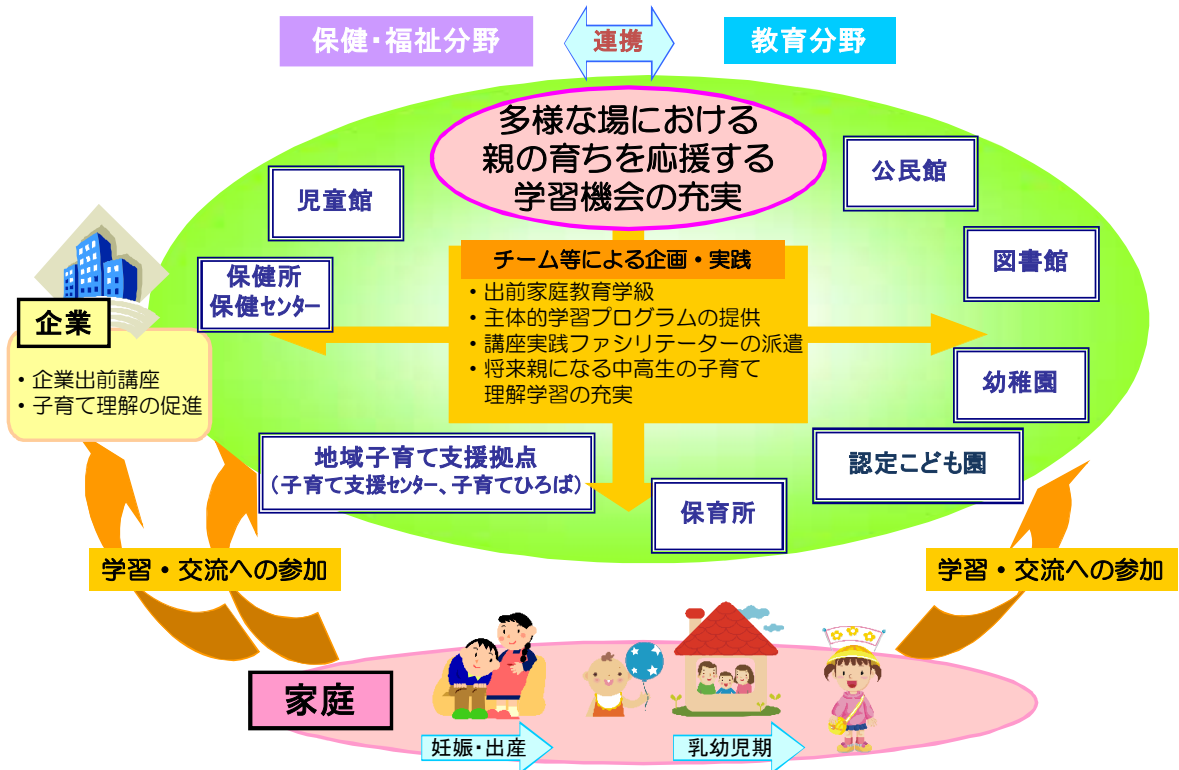 保健・福祉分野
連携
教育分野
多様な場における
親の育ちを応援する
学習機会の充実
公民館
児童館
図書館
保健所
保健センター
チーム等による企画・実践
・出前家庭教育学級
・主体的学習プログラムの提供
・講座実践ファシリテーターの派遣
・将来親になる中高生の子育て
理解学習の充実
企業
・企業出前講座
・子育て理解の促進
幼稚園
認定こども園
地域子育て支援拠点
（子育て支援センター、子育てひろば）
保育所
学習・交流への参加
学習・交流への参加
家庭
妊娠・出産
乳幼児期